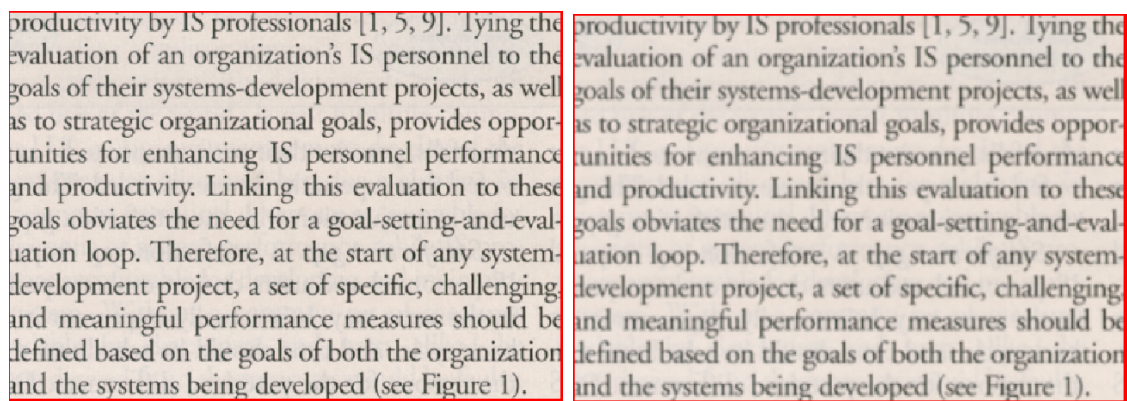 productivity by IS professionals [1, 5, 9]. Tying the
evaluation of an organization's IS personnel to the
goals of their systems-development projects, as well
as to strategic organizational goals, provides oppor-
tunities for enhancing IS personnel performance
and productivity. Linking this evaluation to these
goals obviates the need for a goal-setting-and-eval-
uation loop. Therefore, at the start of any system-
development project, a set of specific, challenging,
and meaningful performance measures should be
defined based on the goals of both the organization
and the systems being developed (see Figure 1).
productivity by IS professionals [1, 5, 9]. Tying the
evaluation of an organization's IS personnel to the
goals of their systems-development projects, as well
as to strategic organizational goals, provides oppor-
tunities for enhancing IS personnel performance
and productivity. Linking this evaluation to these
goals obviates the need for a goal-setting-and-eval-
uation loop. Therefore, at the start of any system-
development project, a set of specific, challenging,
and meaningful performance measures should be
defined based on the goals of both the organization
and the systems being developed (see Figure 1).